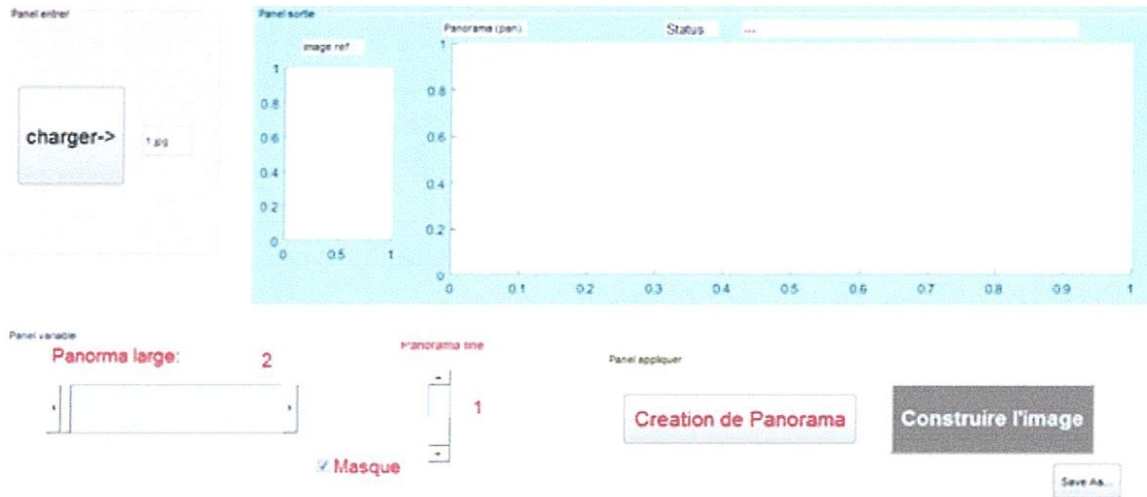 Panel entrer
charger->
1.jpg
Panel sortie
image ref
1
0.8
0.6
0.4
0.2
0
0 0.5 1
Panorama (pan)
Status ---
1
0.8
0.6
0.4
0.2
0
0 0.1 0.2 0.3 0.4 0.5 0.6 0.7 0.8 0.9 1
Panel variable
Panorma large: 2
Panorama line
1
Masque
Panel appliquer
Creation de Panorama
Construire l'image
Save As...